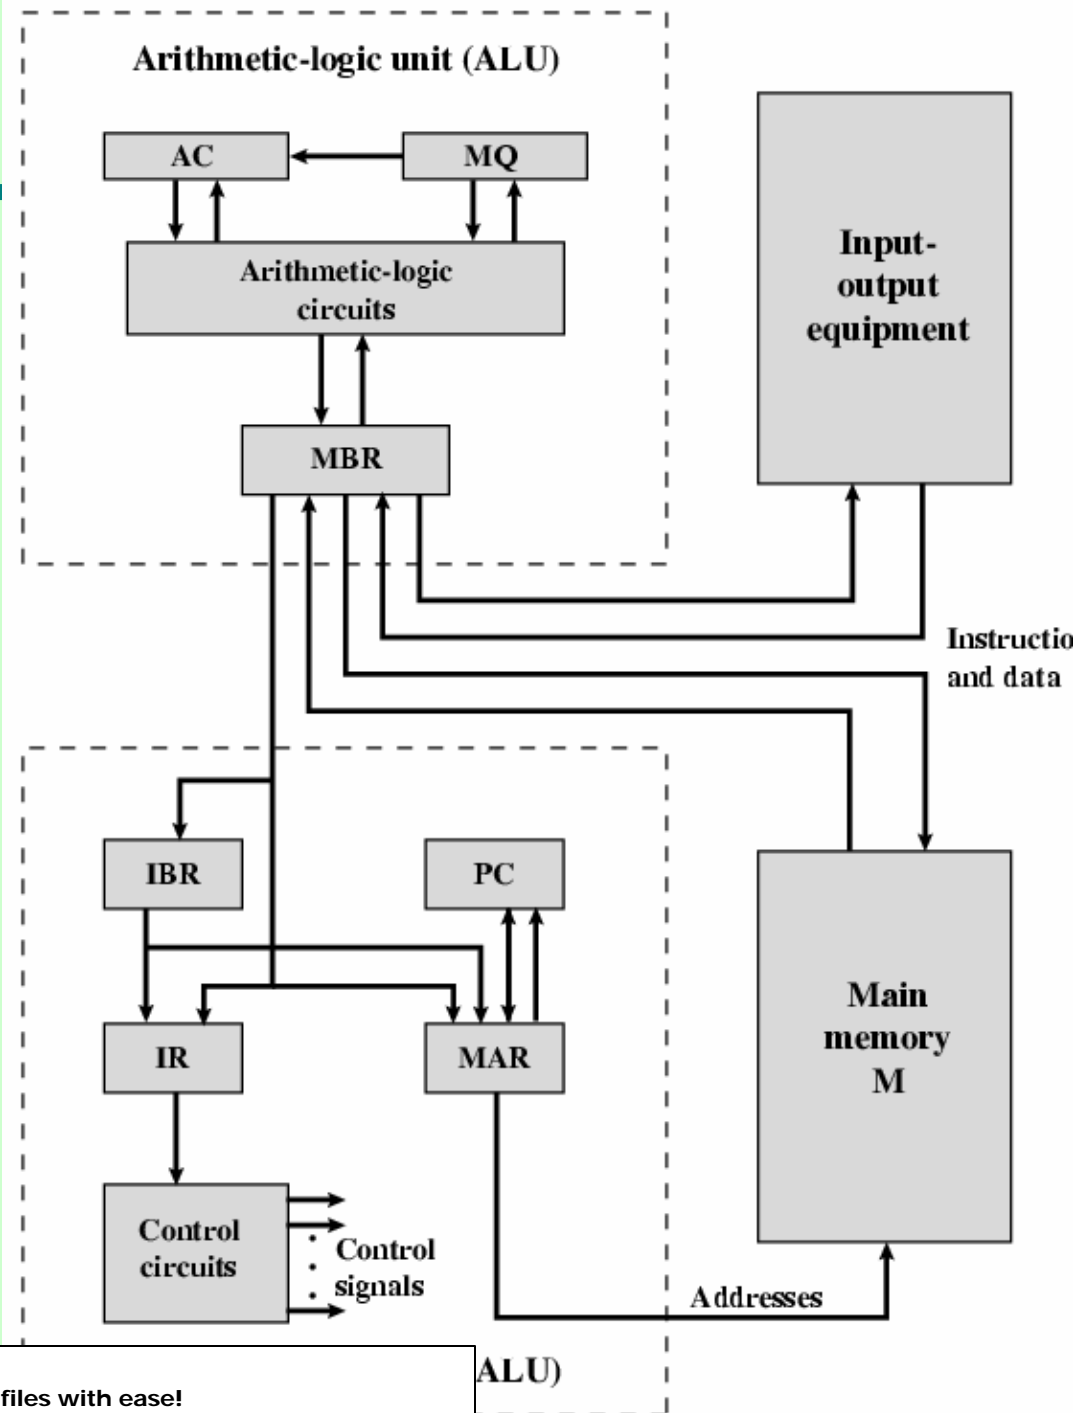 Arithmetic-logic unit (ALU)
AC
MQ
Arithmetic-logic
circuits
MBR
Input-
output
equipment
Instructio
and data
IBR
PC
IR
MAR
Main
memory
M
Control
circuits
Control
signals
Addresses
ALU)
files with ease!